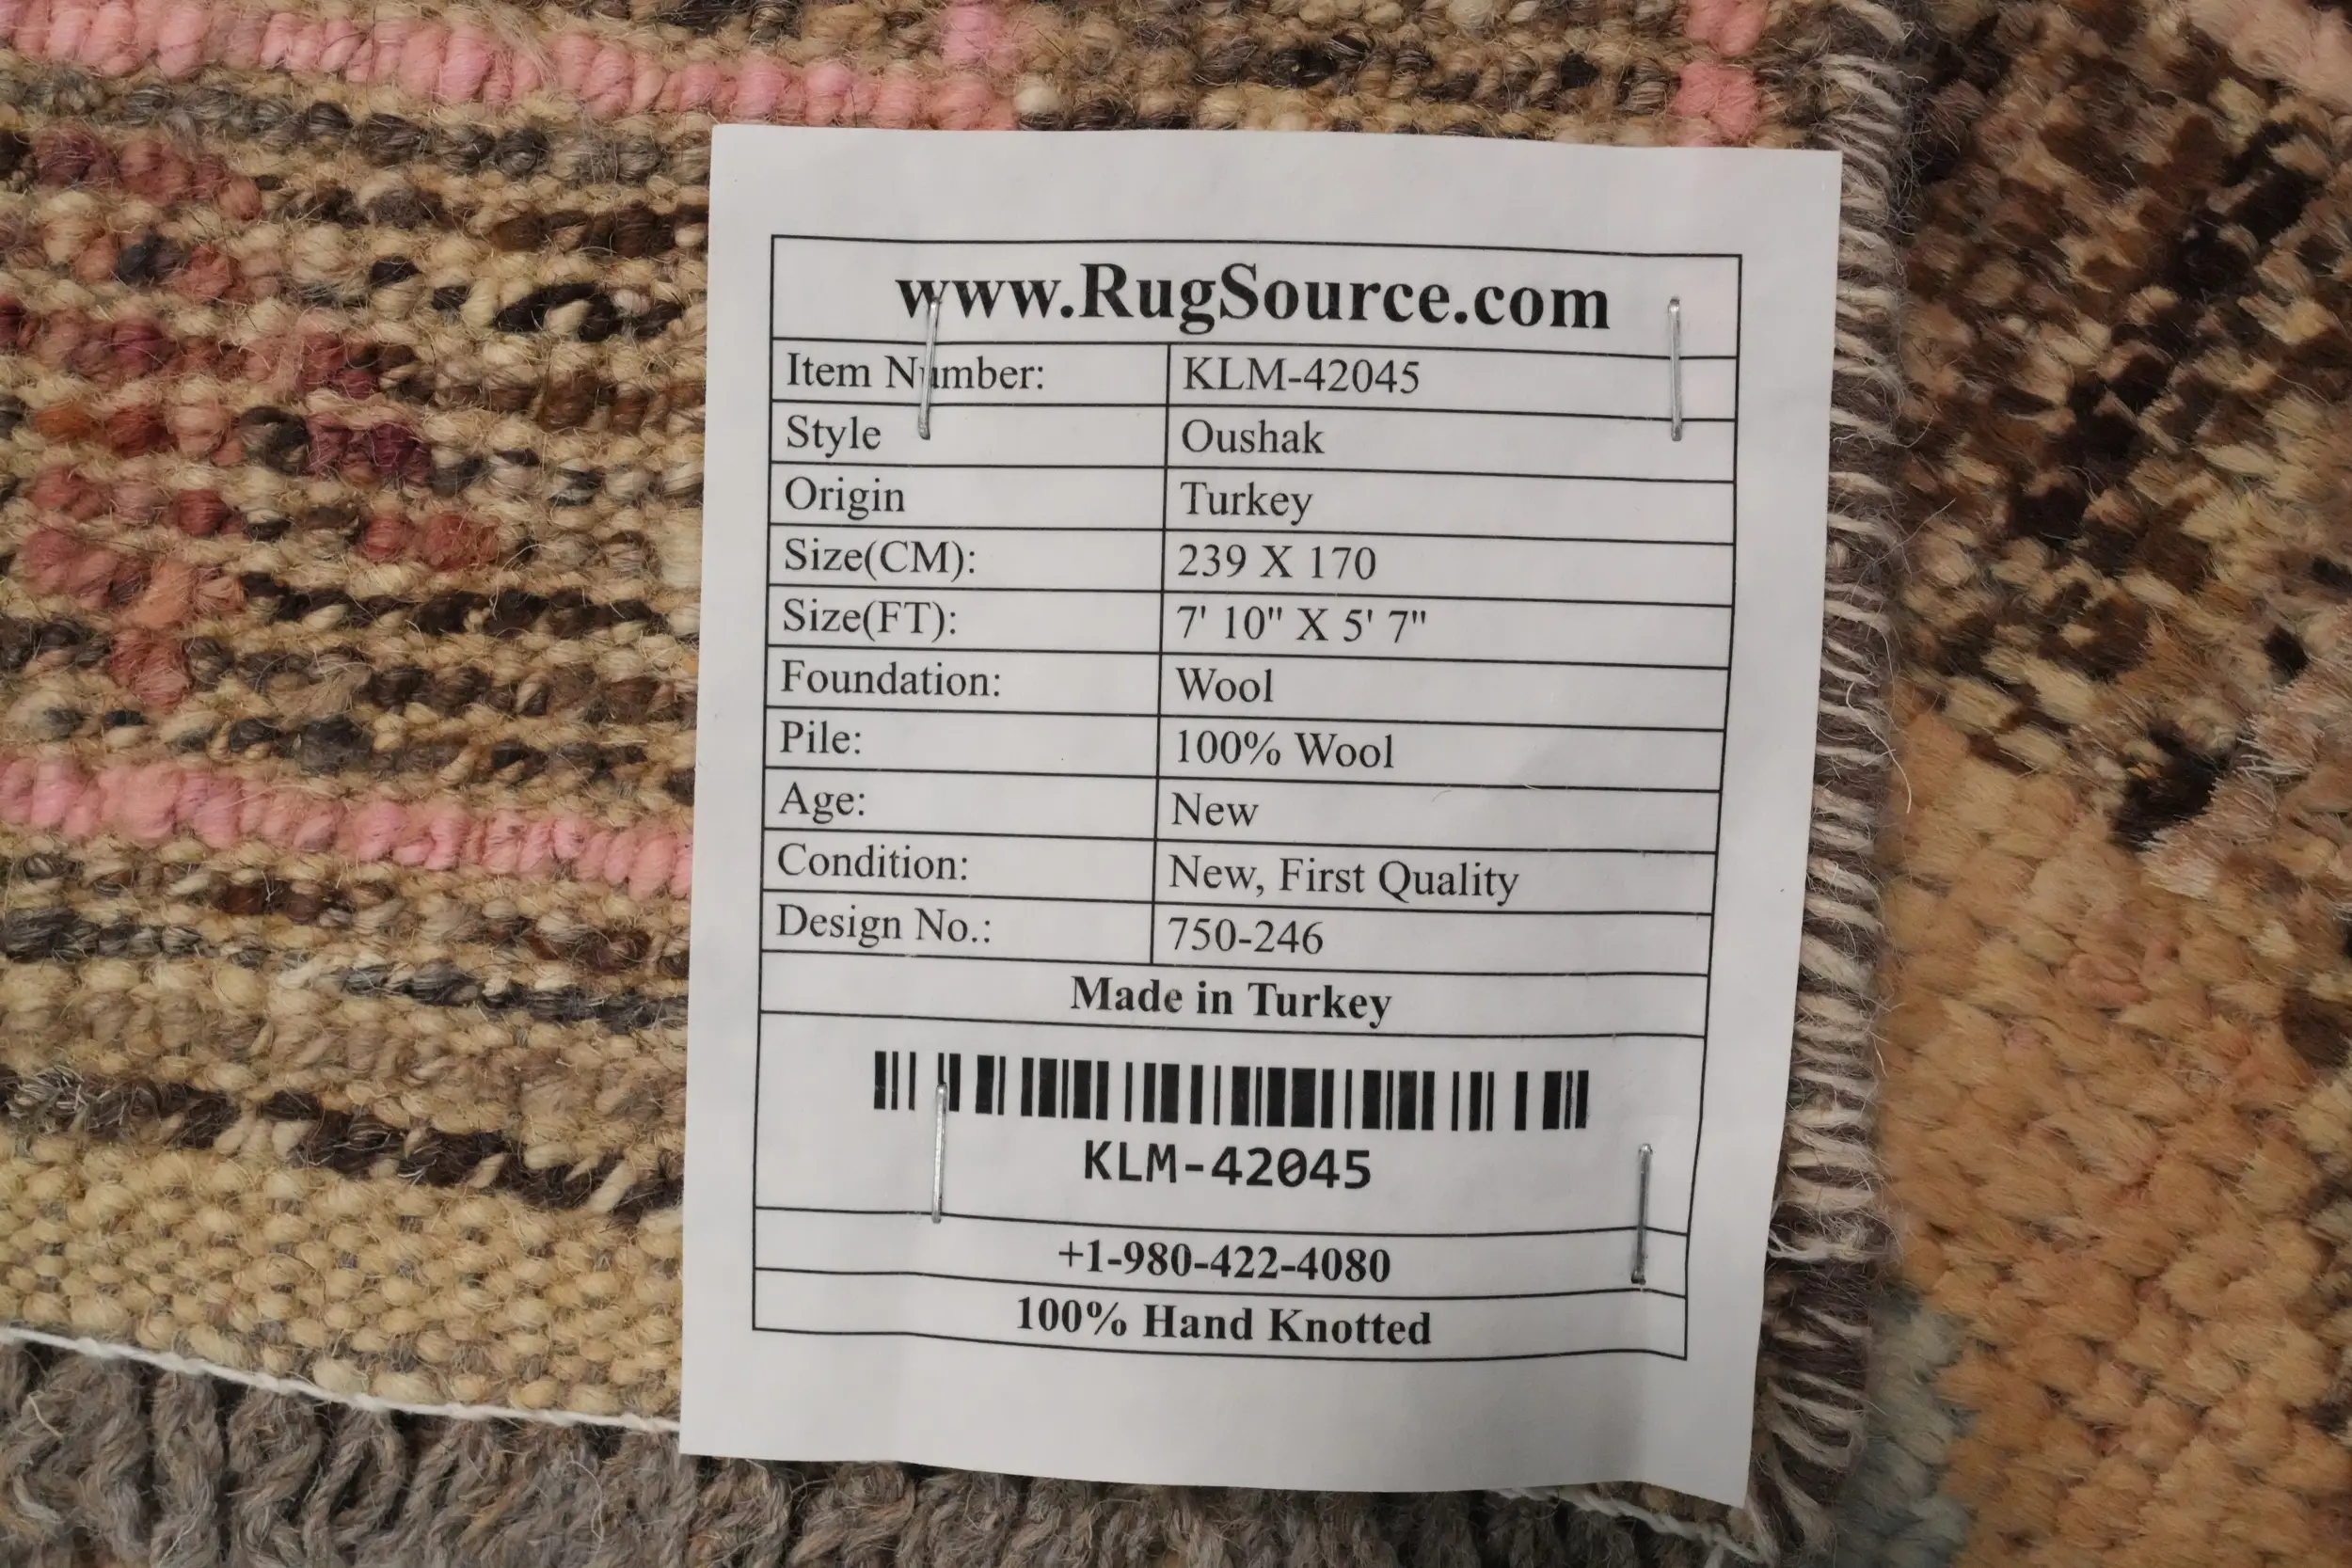 www.RugSource.com
Item Number: KLM-42045
Style Oushak
Origin Turkey
Size(CM): 239 X 170
Size(FT): 7' 10" X 5' 7"
Foundation: Wool
Pile: 100% Wool
Age: New
Condition: New, First Quality
Design No.: 750-246
Made in Turkey
KLM-42045
+1-980-422-4080
100% Hand Knotted